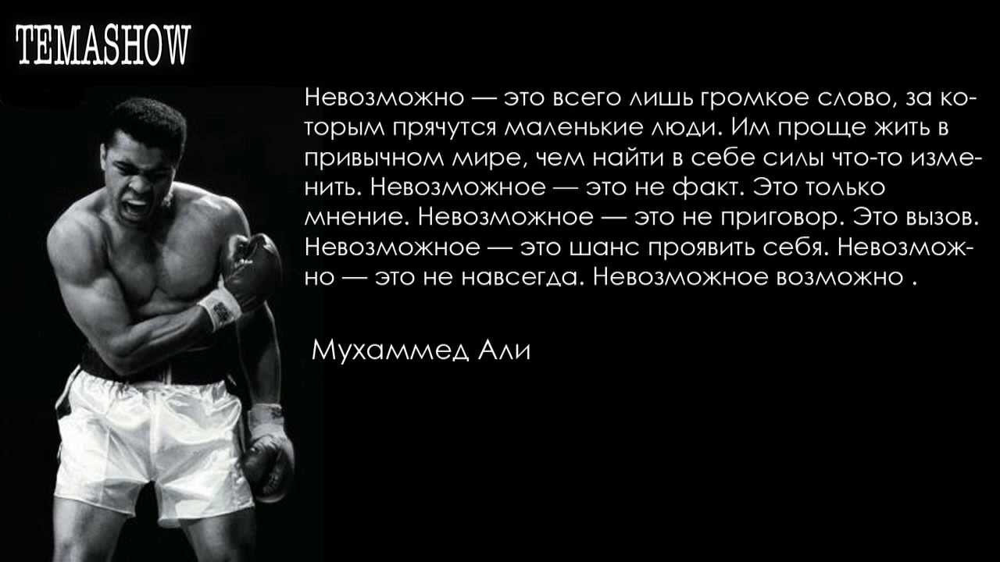 TEMASHOW
Невозможно — это всего лишь громкое слово, за ко-
торым прячутся маленькие люди. Им проще жить в
привычном мире, чем найти в себе силы что-то изме-
нить. Невозможное — это не факт. Это только
мнение. Невозможное — это не приговор. Это вызов.
Невозможное — это шанс проявить себя. Невозмож-
но — это не навсегда. Невозможное возможно .
Мухаммед Али